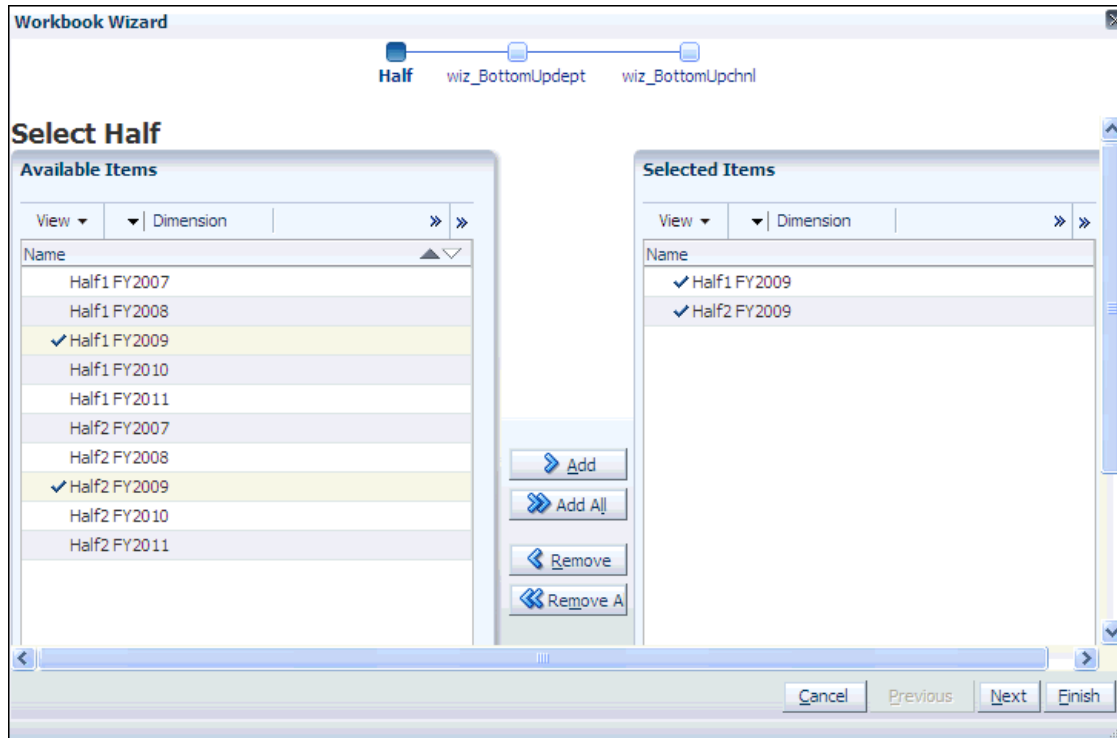 Workbook Wizard
Half wiz_BottomUpdept wiz_BottomUpchnl
Select Half
Available Items
View Dimension
Name
Half1 FY2007
Half1 FY2008
Half1 FY2009
Half1 FY2010
Half1 FY2011
Half2 FY2007
Half2 FY2008
Half2 FY2009
Half2 FY2010
Half2 FY2011
Add
Add All
Remove
Remove A
Selected Items
View Dimension
Name
Half1 FY2009
Half2 FY2009
Cancel Previous Next Finish